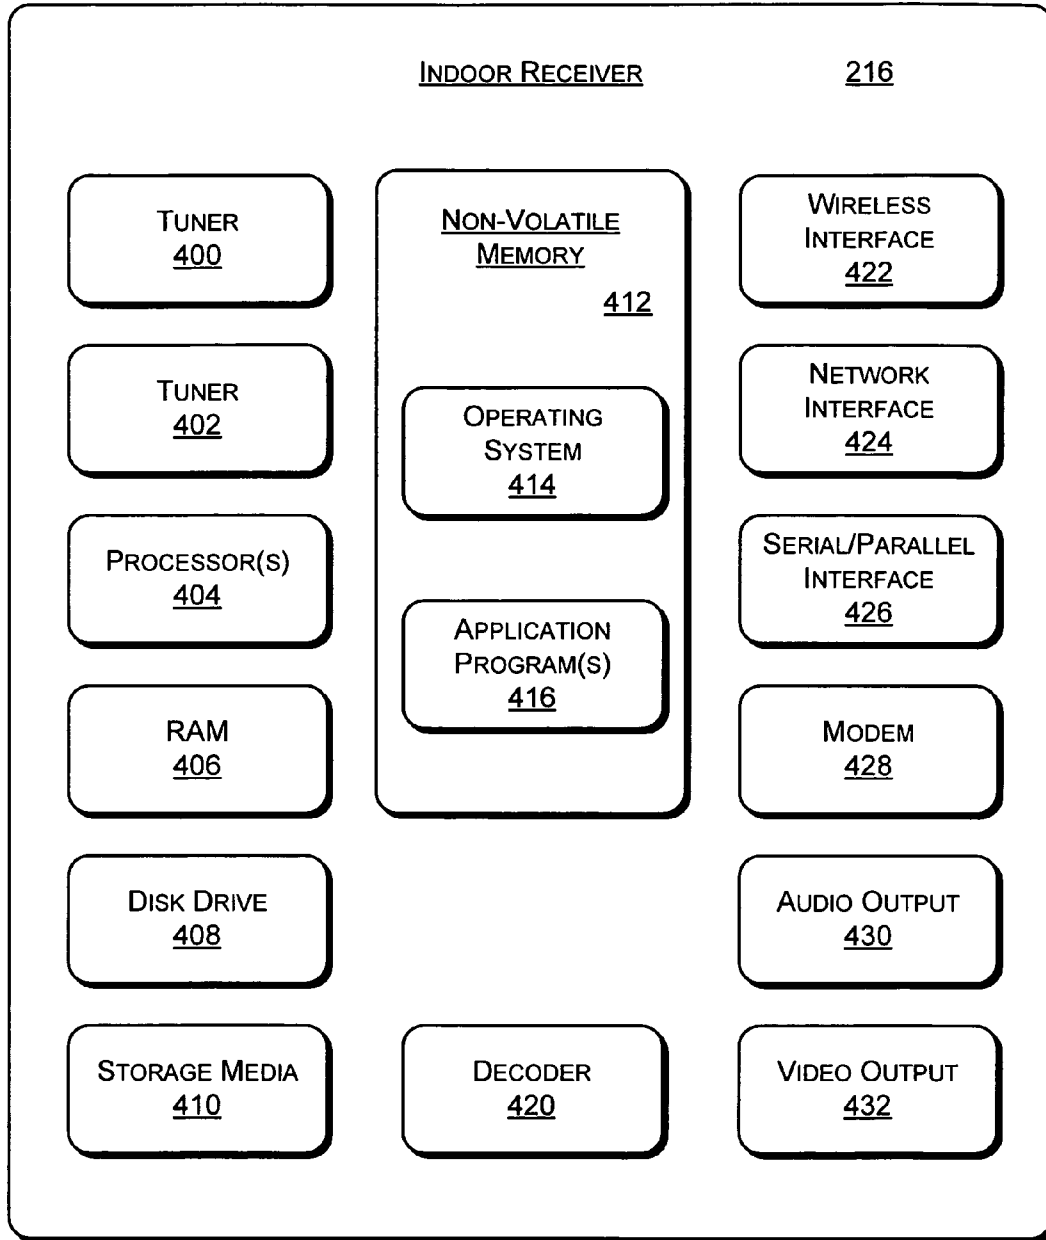 INDOOR RECEIVER 216
TUNER
400
TUNER
402
PROCESSOR(S)
404
RAM
406
DISK DRIVE
408
STORAGE MEDIA
410
NON-VOLATILE
MEMORY
412
OPERATING
SYSTEM
414
APPLICATION
PROGRAM(S)
416
DECODER
420
WIRELESS
INTERFACE
422
NETWORK
INTERFACE
424
SERIAL/PARALLEL
INTERFACE
426
MODEM
428
AUDIO OUTPUT
430
VIDEO OUTPUT
432